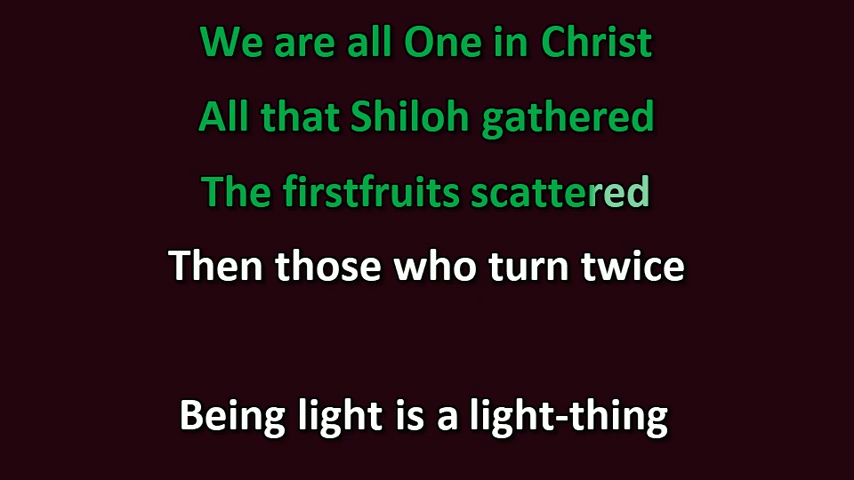 We are all One in Christ
All that Shiloh gathered
The firstfruits scattered
Then those who turn twice
Being light is a light-thing